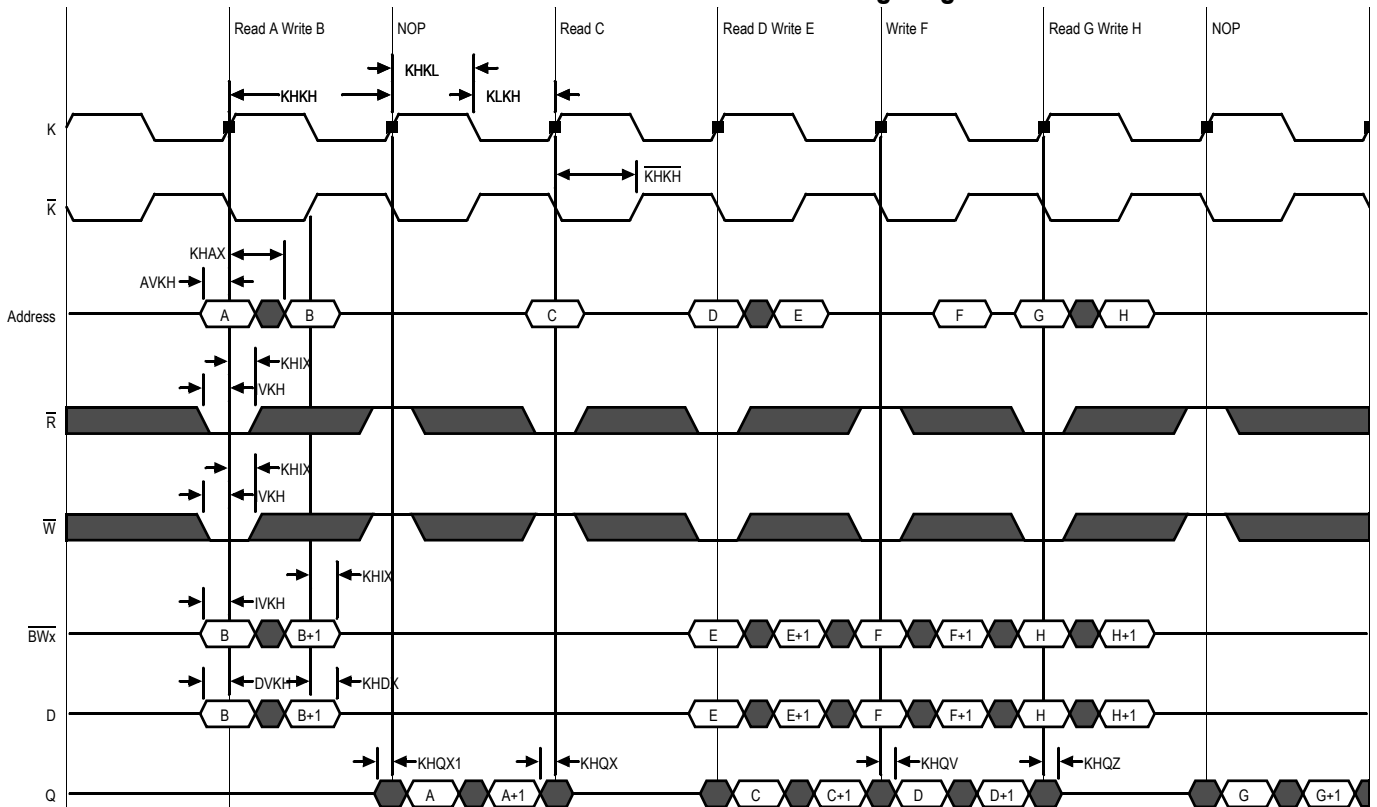 Read A Write B NOP Read C Read D Write E Write F Read G Write H NOP
KHKL
KHKH KLKH
K
KHKH
K
KHAX
AVKH
Address A B C D E F G H
KHIX
VKH
R
KHIX
VKH
W
KHIX
IVKH
BWx B B+1 E E+1 F F+1 H H+1
DVKH KHDX
D B B+1 E E+1 F F+1 H H+1
KHQX1 KHQX KHQV KHQZ
Q A A+1 C C+1 D D+1 G G+1